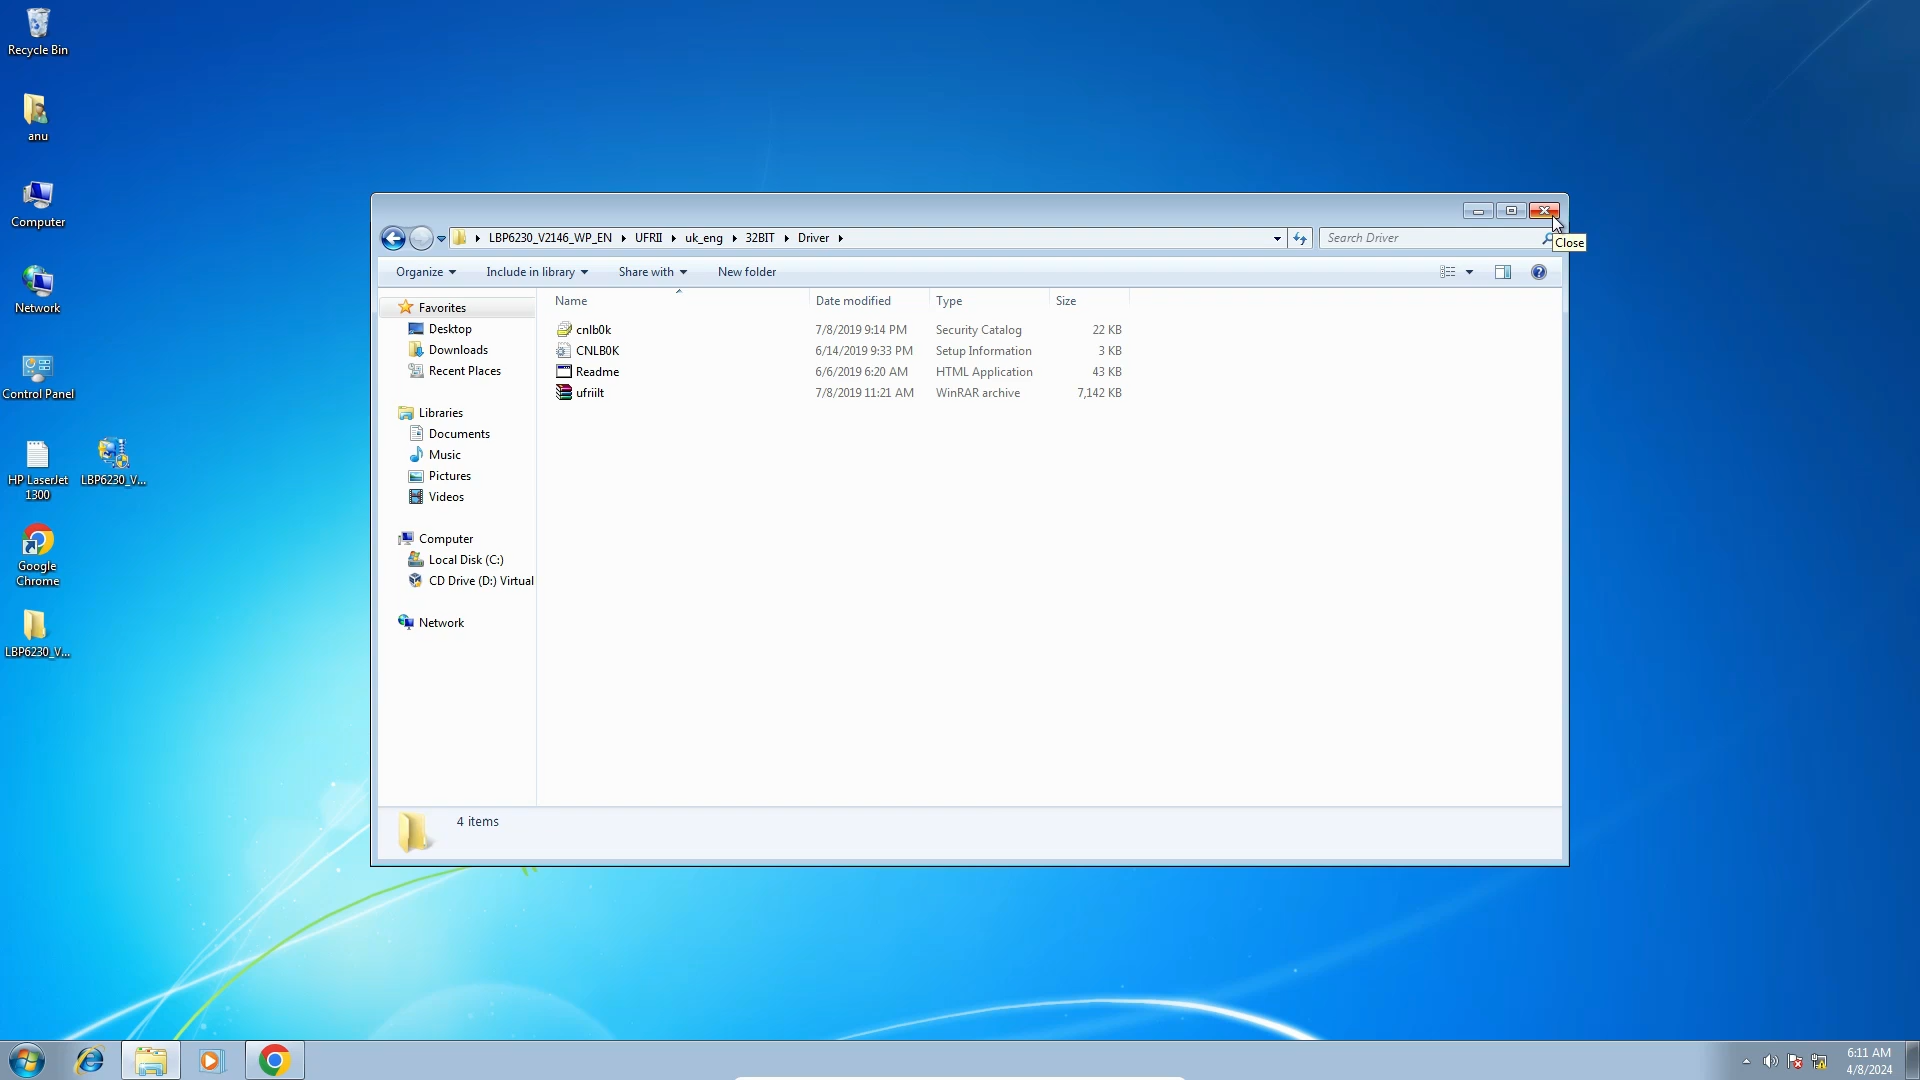 Recycle Bin
anu
Computer
Network
Control Panel
HP LaserJet
1300
LBP6230_V...
Google
Chrome
LBP6230_V...
LBP6230_V2146_WP_EN
UFRII
uk_eng
32BIT
Driver
Search Driver
Close
Organize
Include in library
Share with
New folder
Favorites
Desktop
Downloads
Recent Places
Libraries
Documents
Music
Pictures
Videos
Computer
Local Disk (C:)
CD Drive (D:) Virtual
Network
Name Date modified Type Size
cnlb0k 7/8/2019 9:14 PM Security Catalog 22 KB
CNLB0K 6/14/2019 9:33 PM Setup Information 3 KB
Readme 6/6/2019 6:20 AM HTML Application 43 KB
ufriilt 7/8/2019 11:21 AM WinRAR archive 7,142 KB
4 items
6:11 AM
4/8/2024